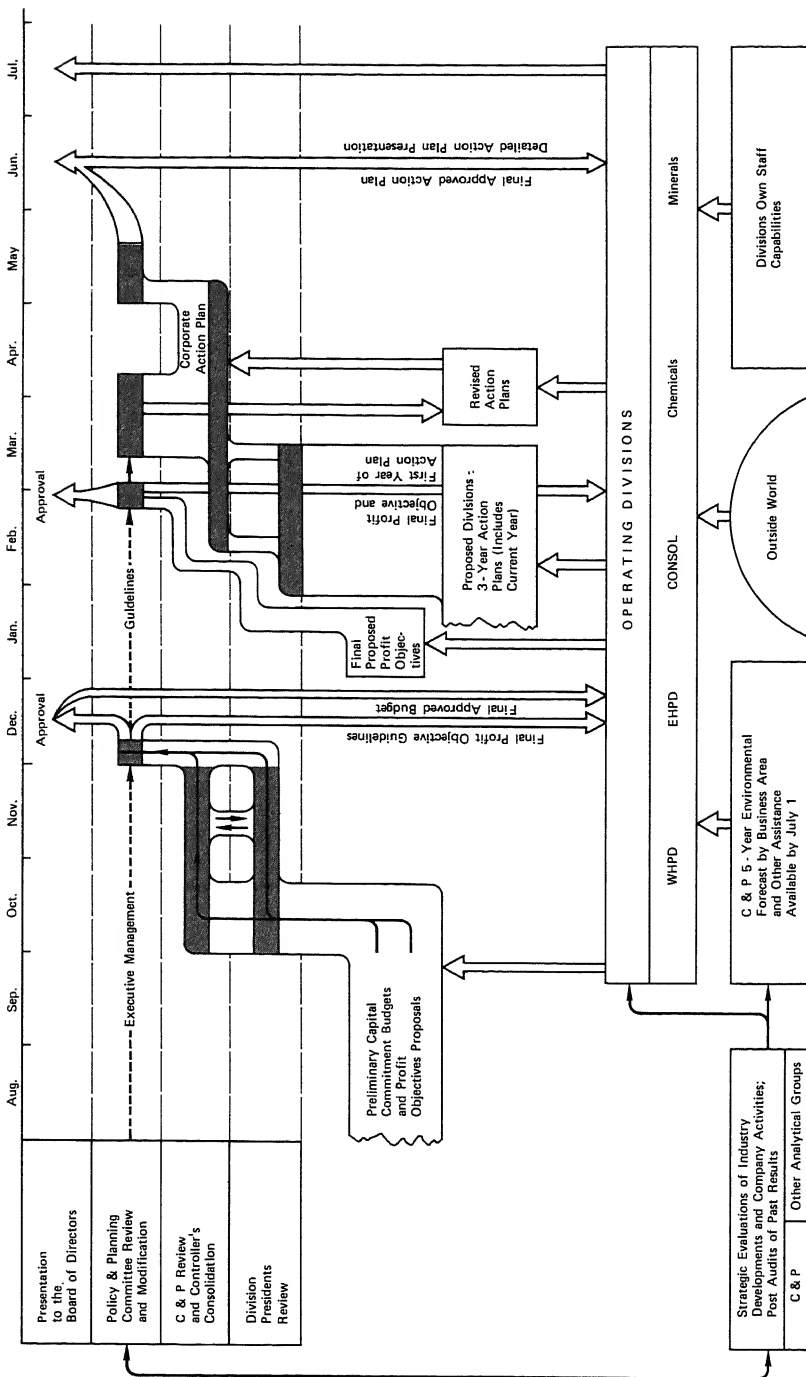 Aug.
Sep.
Oct.
Nov.
Dec.
Jan.
Feb.
Mar.
Apr.
May
Jun.
Jul.
Presentation
to the.
Board of Directors
Approval
Approval
Policy & Planning
Committee Review
and Modification
Executive Management
Guidelines
C & P Review
and Controller's
Consolidation
Corporate
Action Plan
Division
Presidents
Review
Preliminary Capital
Commitment Budgets
and Profit
Objectives Proposals
Final Profit Objective Guidelines
Final Approved Budget
Final
Proposed
Profit
Objec-
tives
Final Profit
Objective and
First Year of
Action Plan
Proposed Divisions :
3 - Year Action
Plans (Includes
Current Year)
Revised
Action
Plans
Final Approved Action Plan
Detailed Action Plan Presentation
OPERATING DIVISIONS
WHPD
EHPD
CONSOL
Chemicals
Minerals
Strategic Evaluations of Industry
Developments and Company Activities;
Post Audits of Past Results
C & P
Other Analytical Groups
C & P 5 - Year Environmental
Forecast by Business Area
and Other Assistance
Available by July 1
Outside World
Divisions Own Staff
Capabilities